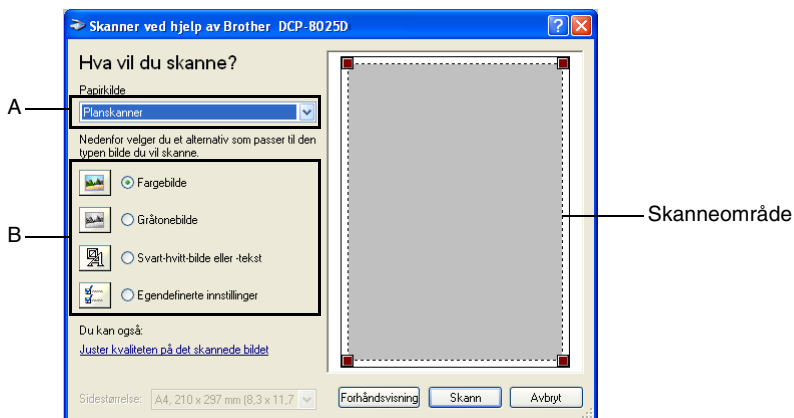 Skanner ved hjelp av Brother DCP-8025D
Hva vil du skanne?
Papirkilde
A
Planskanner
Nedenfor velger du et alternativ som passer til den
typen bilde du vil skanne.
Fargebilde
Gråtonebilde
Skanneområde
B
Svart-hvitt-bilde eller -tekst
Egendefinerte innstillinger
Du kan også:
Juster kvaliteten på det skannede bildet
Sidestørrelse: A4, 210 x 297 mm (8,3 x 11,7
Forhåndsvisning Skann Avbryt